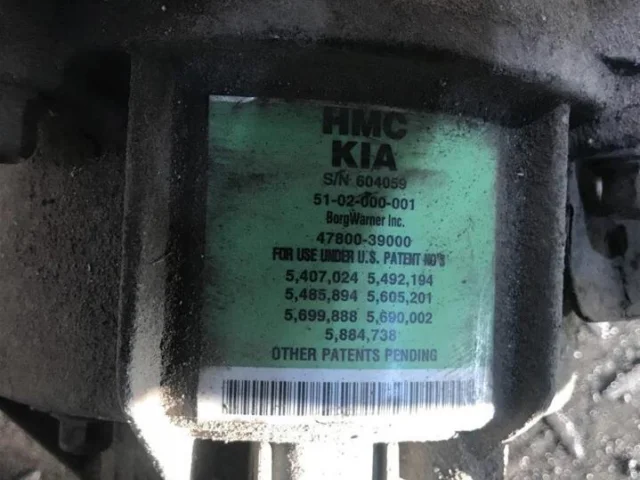 HMC
KIA
S/N 604059
51-02-000-001
BorgWarner Inc.
47800-39000
FOR USE UNDER U.S. PATENT NO'S
5,407,024 5,492,194
5,485,894 5,605,201
5,699,888 5,690,002
5,884,738
OTHER PATENTS PENDING